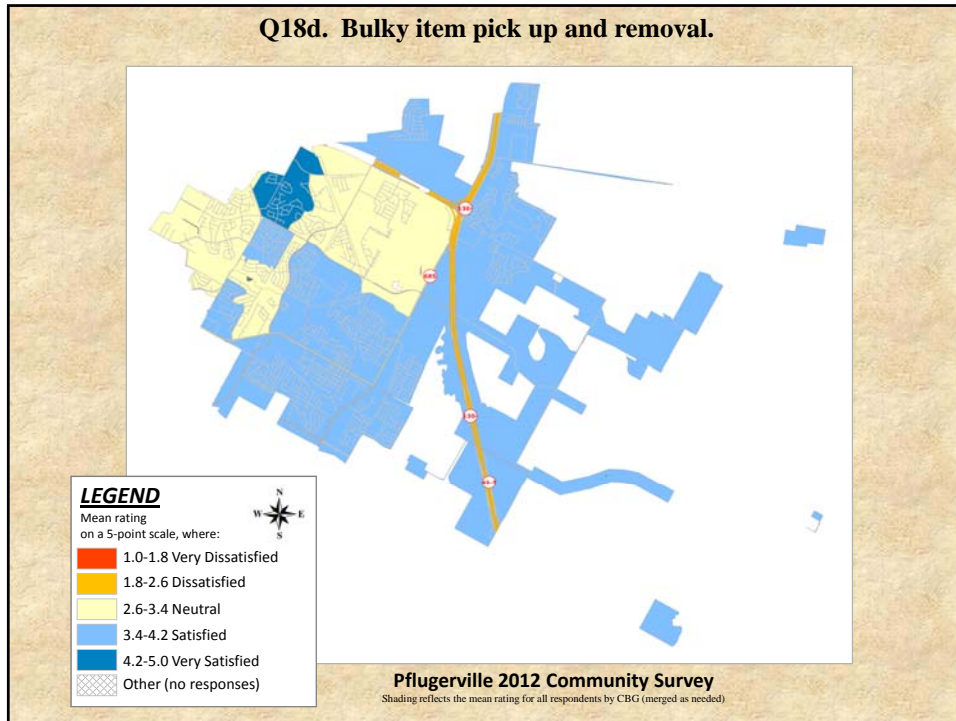 Q18d. Bulky item pick up and removal.
130
685
130
LEGEND
Mean rating
on a 5-point scale, where:
N
W E
S
1.0-1.8 Very Dissatisfied
1.8-2.6 Dissatisfied
2.6-3.4 Neutral
3.4-4.2 Satisfied
4.2-5.0 Very Satisfied
Other (no responses)
Pflugerville 2012 Community Survey
Shading reflects the mean rating for all respondents by CBG (merged as needed)